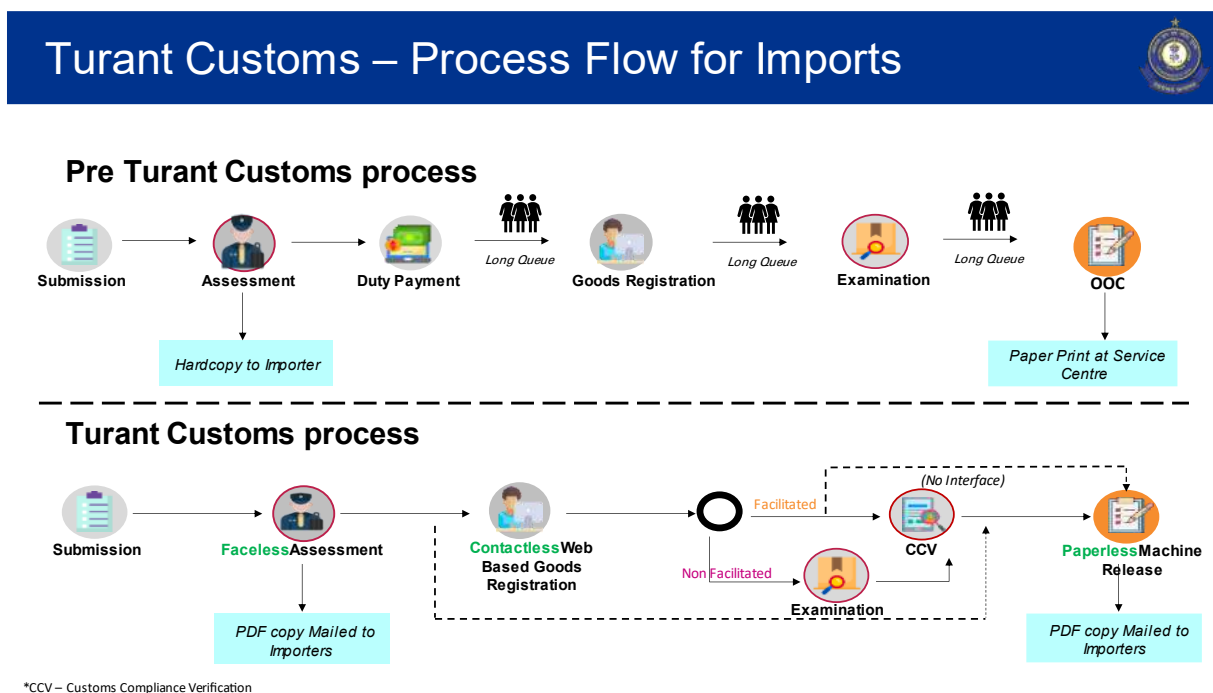 Turant Customs – Process Flow for Imports
Pre Turant Customs process
Submission
Assessment
Duty Payment
Long Queue
Goods Registration
Long Queue
Examination
Long Queue
OOC
Hardcopy to Importer
Paper Print at Service
Centre
Turant Customs process
Submission
FacelessAssessment
ContactlessWeb
Based Goods
Registration
Facilitated
Non Facilitated
Examination
(No Interface)
CCV
PaperlessMachine
Release
PDF copy Mailed to
Importers
PDF copy Mailed to
Importers
*CCV – Customs Compliance Verification